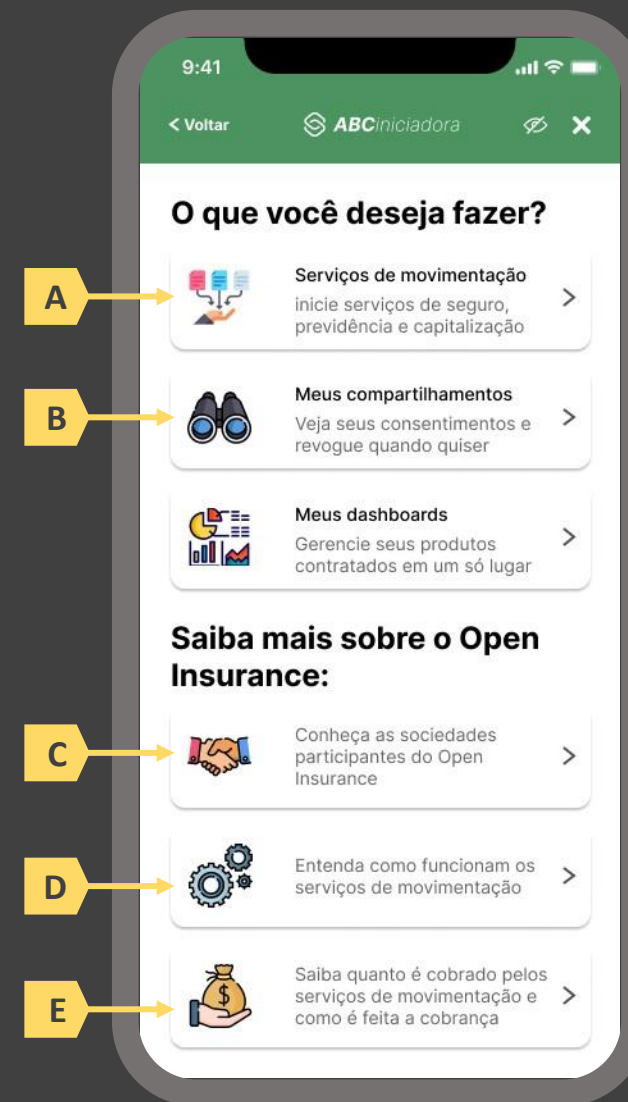 9:41
< Voltar
ABCiniciadora
O que você deseja fazer?
A
Serviços de movimentação
inicie serviços de seguro,
previdência e capitalização
B
Meus compartilhamentos
Veja seus consentimentos e
revogue quando quiser
Meus dashboards
Gerencie seus produtos
contratados em um só lugar
Saiba mais sobre o Open
Insurance:
C
Conheça as sociedades
participantes do Open
Insurance
D
Entenda como funcionam os
serviços de movimentação
E
$
Saiba quanto é cobrado pelos
serviços de movimentação e
como é feita a cobrança